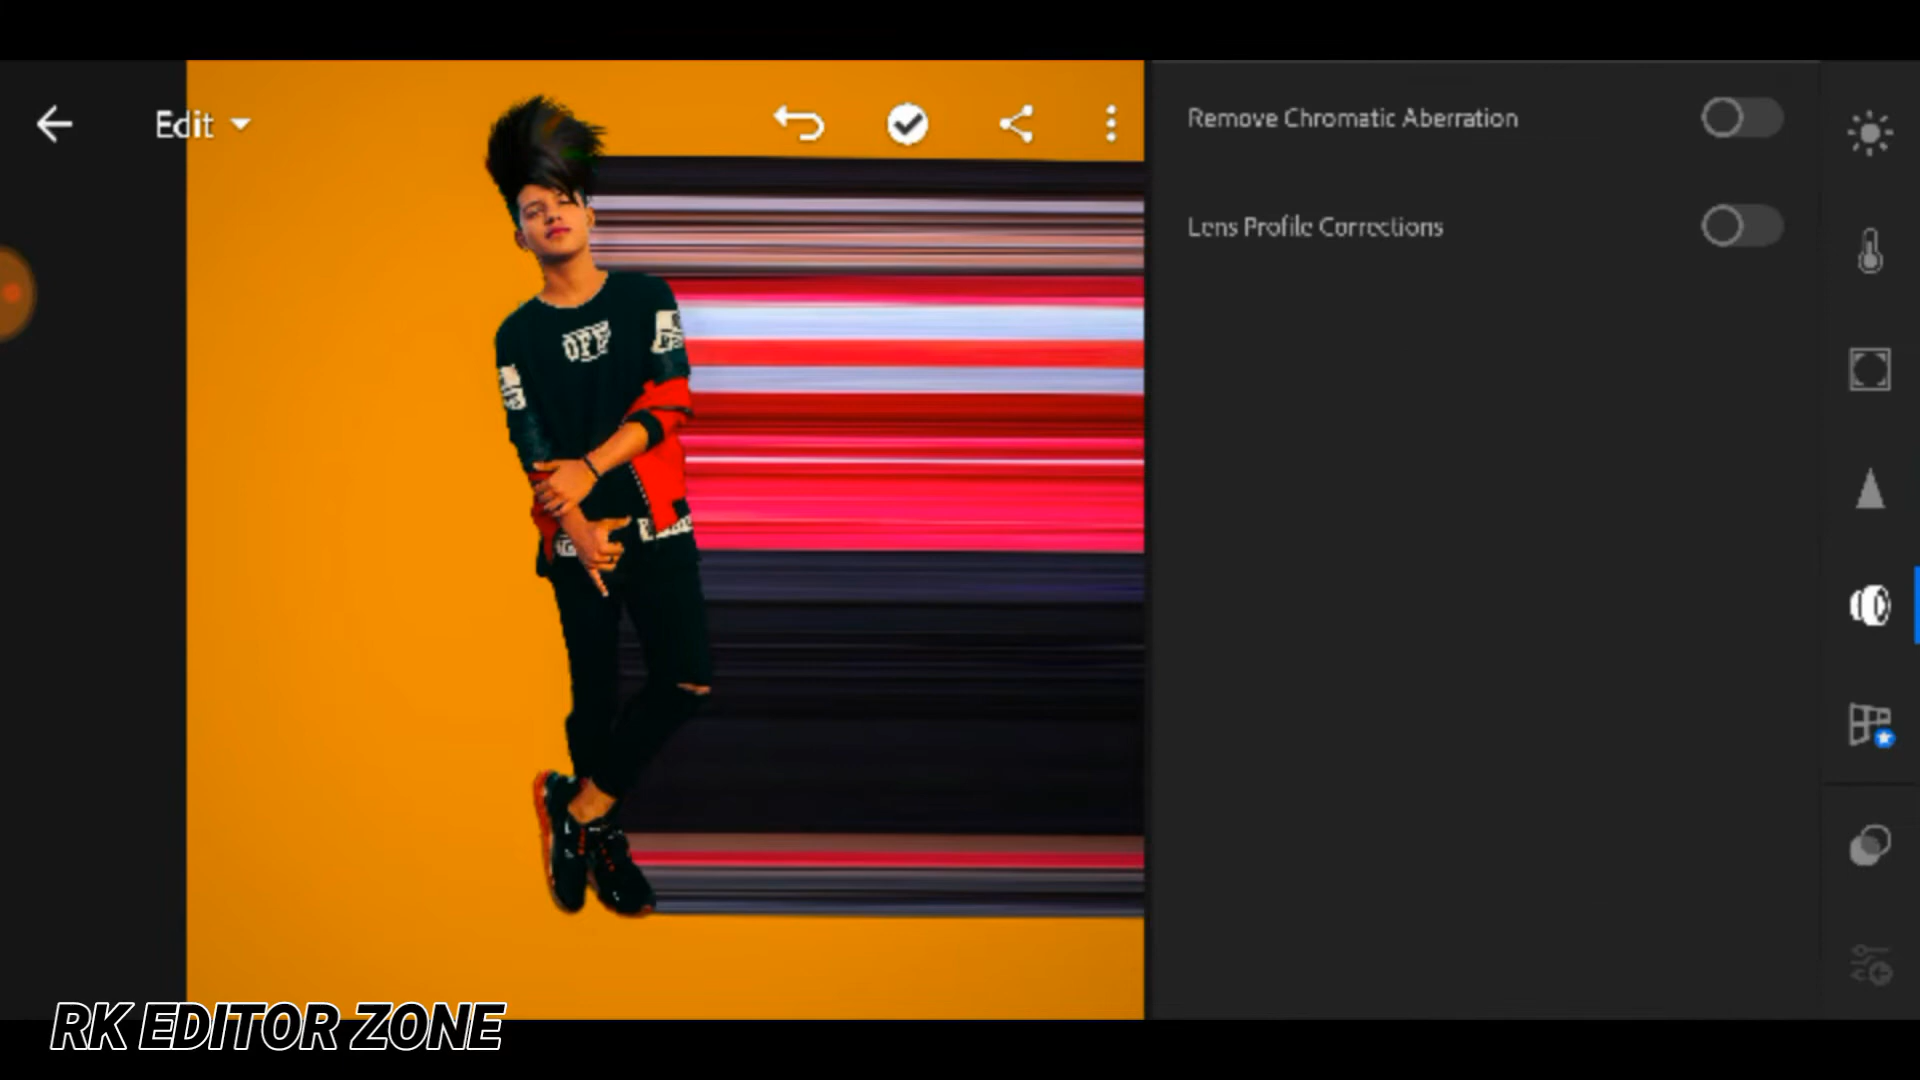 Edit
Remove Chromatic Aberration
Lens Profile Corrections
OFF
RK EDITOR ZONE